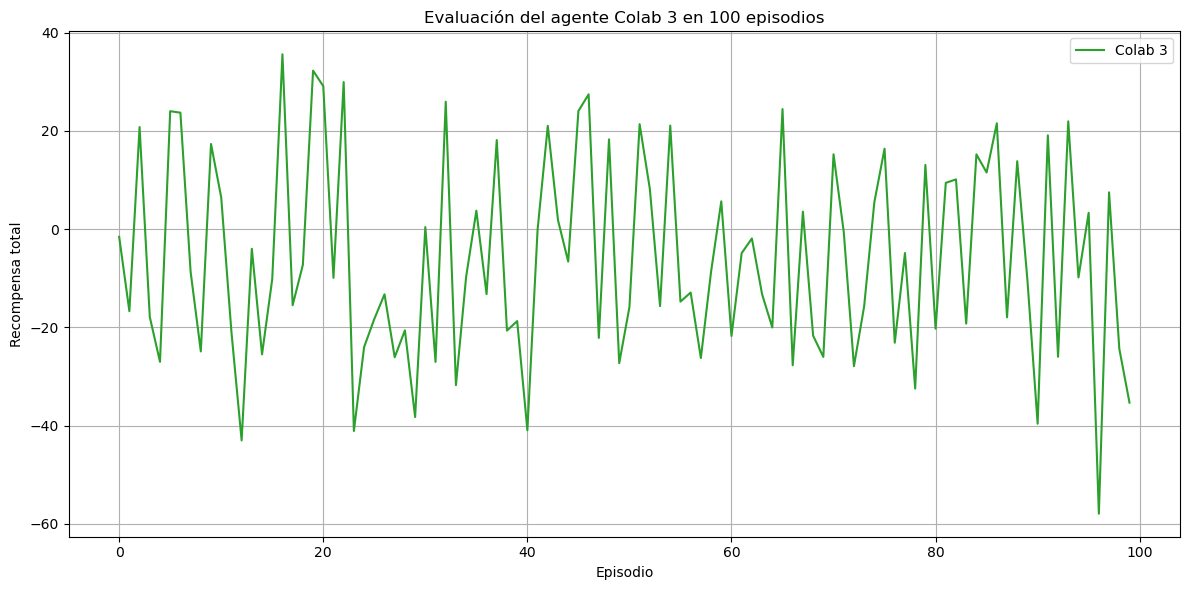 Evaluación del agente Colab 3 en 100 episodios
Colab 3
Recompensa total
40
20
0
−20
−40
−60
0 20 40 60 80 100
Episodio